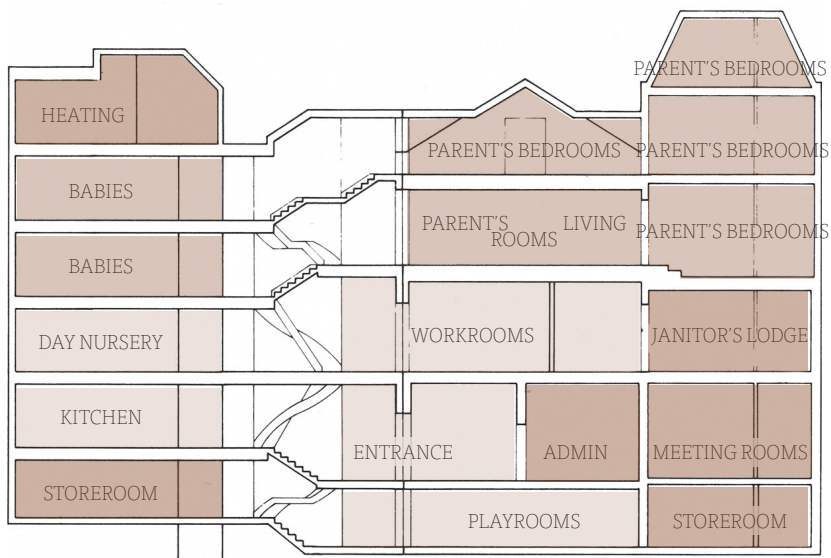 PARENT'S BEDROOMS
HEATING
PARENT'S BEDROOMS
PARENT'S BEDROOMS
BABIES
PARENT'S LIVING
ROOMS
PARENT'S BEDROOMS
BABIES
DAY NURSERY
WORKROOMS
JANITOR'S LODGE
KITCHEN
ENTRANCE
ADMIN
MEETING ROOMS
STOREROOM
PLAYROOMS
STOREROOM